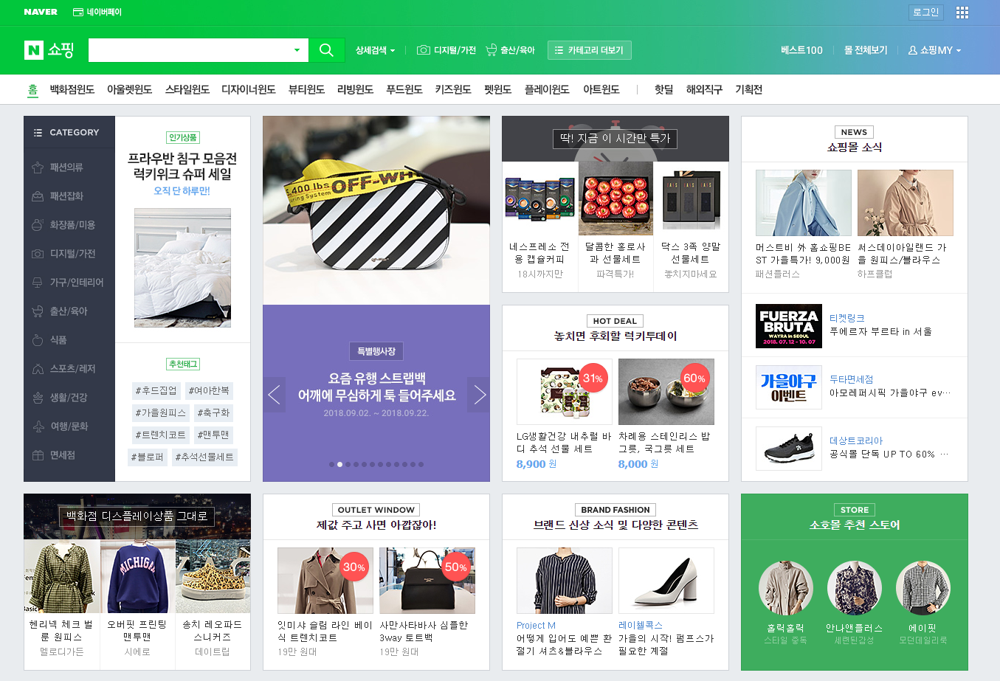 NAVER
네이버페이
로그인
N 쇼핑
상세검색
디지털/가전
출산/육아
카테고리 더보기
베스트100
몰 전체보기
쇼핑MY
홈
백화점윈도
아울렛윈도
스타일윈도
디자이너윈도
뷰티윈도
리빙윈도
푸드윈도
키즈윈도
펫윈도
플레이윈도
아트윈도
핫딜
해외직구
기획전
CATEGORY
패션의류
패션잡화
화장품/미용
디지털/가전
가구/인테리어
출산/육아
식품
스포츠/레저
생활/건강
여행/문화
면세점
인기상품
프라우반 침구 모음전
럭키위크 슈퍼 세일
오직 단 하루만!
추천태그
#후드집업 #여아한복
#가을원피스 #축구화
#트렌치코트 #맨투맨
#블로퍼 #추석선물세트
OFF-WH
5,400 lbs
특별행사장
요즘 유행 스트랩백
어깨에 무심하게 툭 들어주세요
2018.09.02. ~ 2018.09.22.
딱! 지금 이 시간만 특가
네스프레소 전
용 캡슐커피
18시까지만
달콤한 홍로사
과 선물세트
파격특가!
닥스 3족 양말
선물세트
놓치지마세요
HOT DEAL
놓치면 후회할 럭키투데이
31%
LG생활건강 내추럴 바
디 추석 선물 세트
8,900 원
60%
차례용 스테인리스 밥
그릇, 국그릇 세트
8,000 원
NEWS
쇼핑몰 소식
머스트비 外 홈쇼핑BE
ST 가을특가! 9,000원
패션플러스
써스데이아일랜드 가
을 원피스/블라우스
하프클럽
FUERZA
BRUTA
WAYRA in SEOUL
2018. 07. 12 - 10. 07
티켓링크
푸에르자 부르타 in 서울
가을야구
이벤트
두타면세점
아모레퍼시픽 가을야구 ev…
데상트코리아
공식몰 단독 UP TO 60% …
백화점 디스플레이상품 그대로
MICHIGAN
헨리넥 체크 벌
룬 원피스
멜로디가든
오버핏 프린팅
맨투맨
시에로
송치 레오파드
스니커즈
데이트립
OUTLET WINDOW
제값 주고 사면 아깝잖아!
30%
잇미샤 슬림 라인 베이
식 트렌치코트
19만 원대
50%
사만사타바사 심플한
3way 토트백
19만 원대
BRAND FASHION
브랜드 신상 소식 및 다양한 콘텐츠
Project M
어떻게 입어도 예쁜 환
절기 셔츠&블라우스
레이첼콕스
가을의 시작! 펌프스가
필요한 계절
STORE
소호몰 추천 스토어
홀릭홀릭
스타일 중독
안나앤플러스
세련된감성
에이핏
모던데일리룩